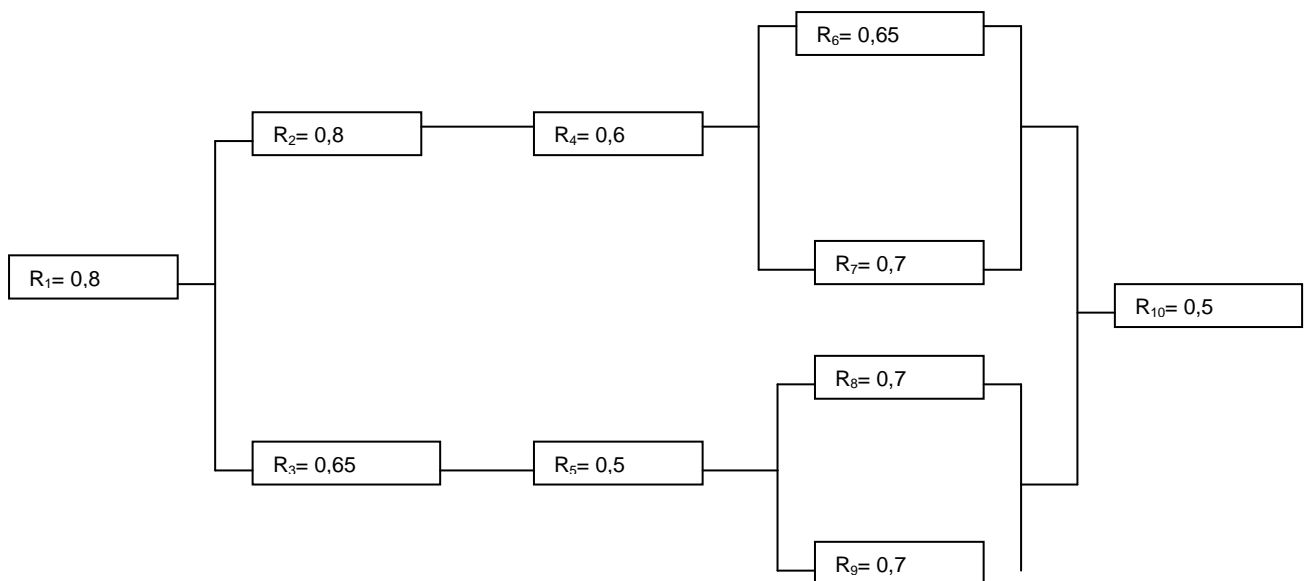 R₆= 0,65
R₂= 0,8
R₄= 0,6
R₇= 0,7
R₁= 0,8
R₁₀= 0,5
R₈= 0,7
R₃= 0,65
R₅= 0,5
R₉= 0,7